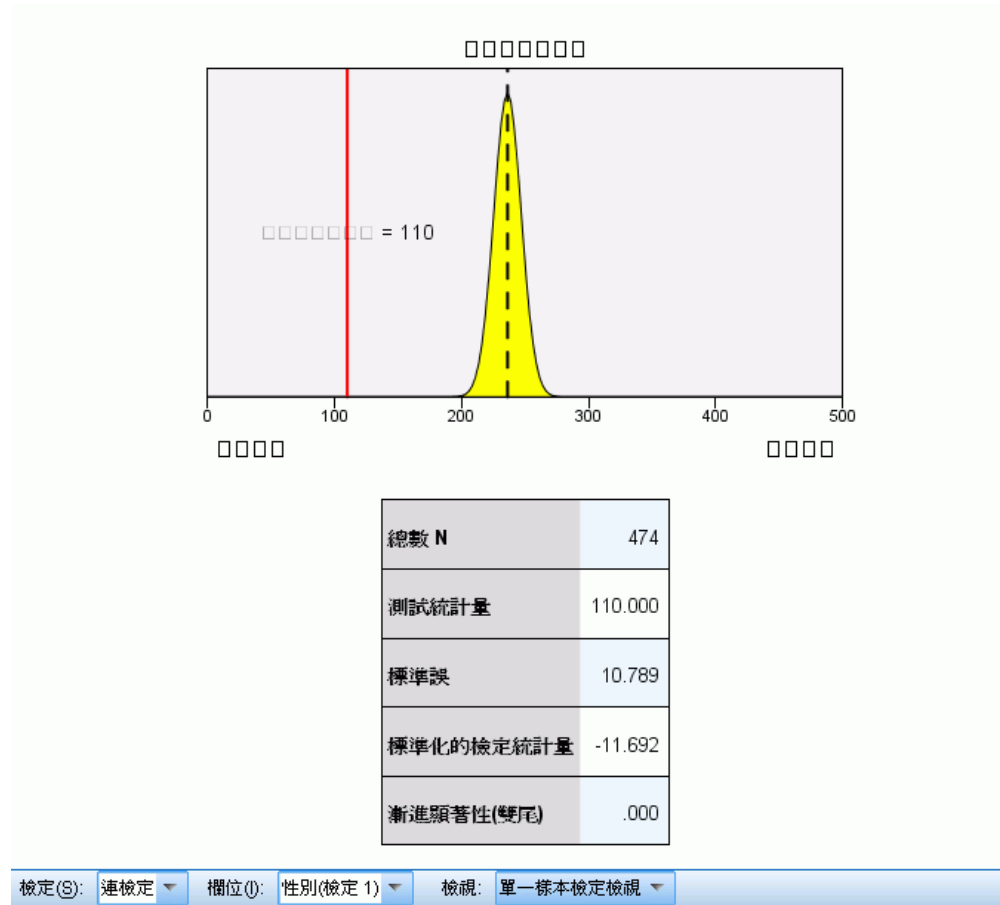 = 110
0 100 200 300 400 500
總數 N 474
測試統計量 110.000
標準誤 10.789
標準化的檢定統計量 -11.692
漸進顯著性(雙尾) .000
檢定(S): 連檢定 欄位(I): 性別(檢定 1) 檢視: 單一樣本檢定檢視